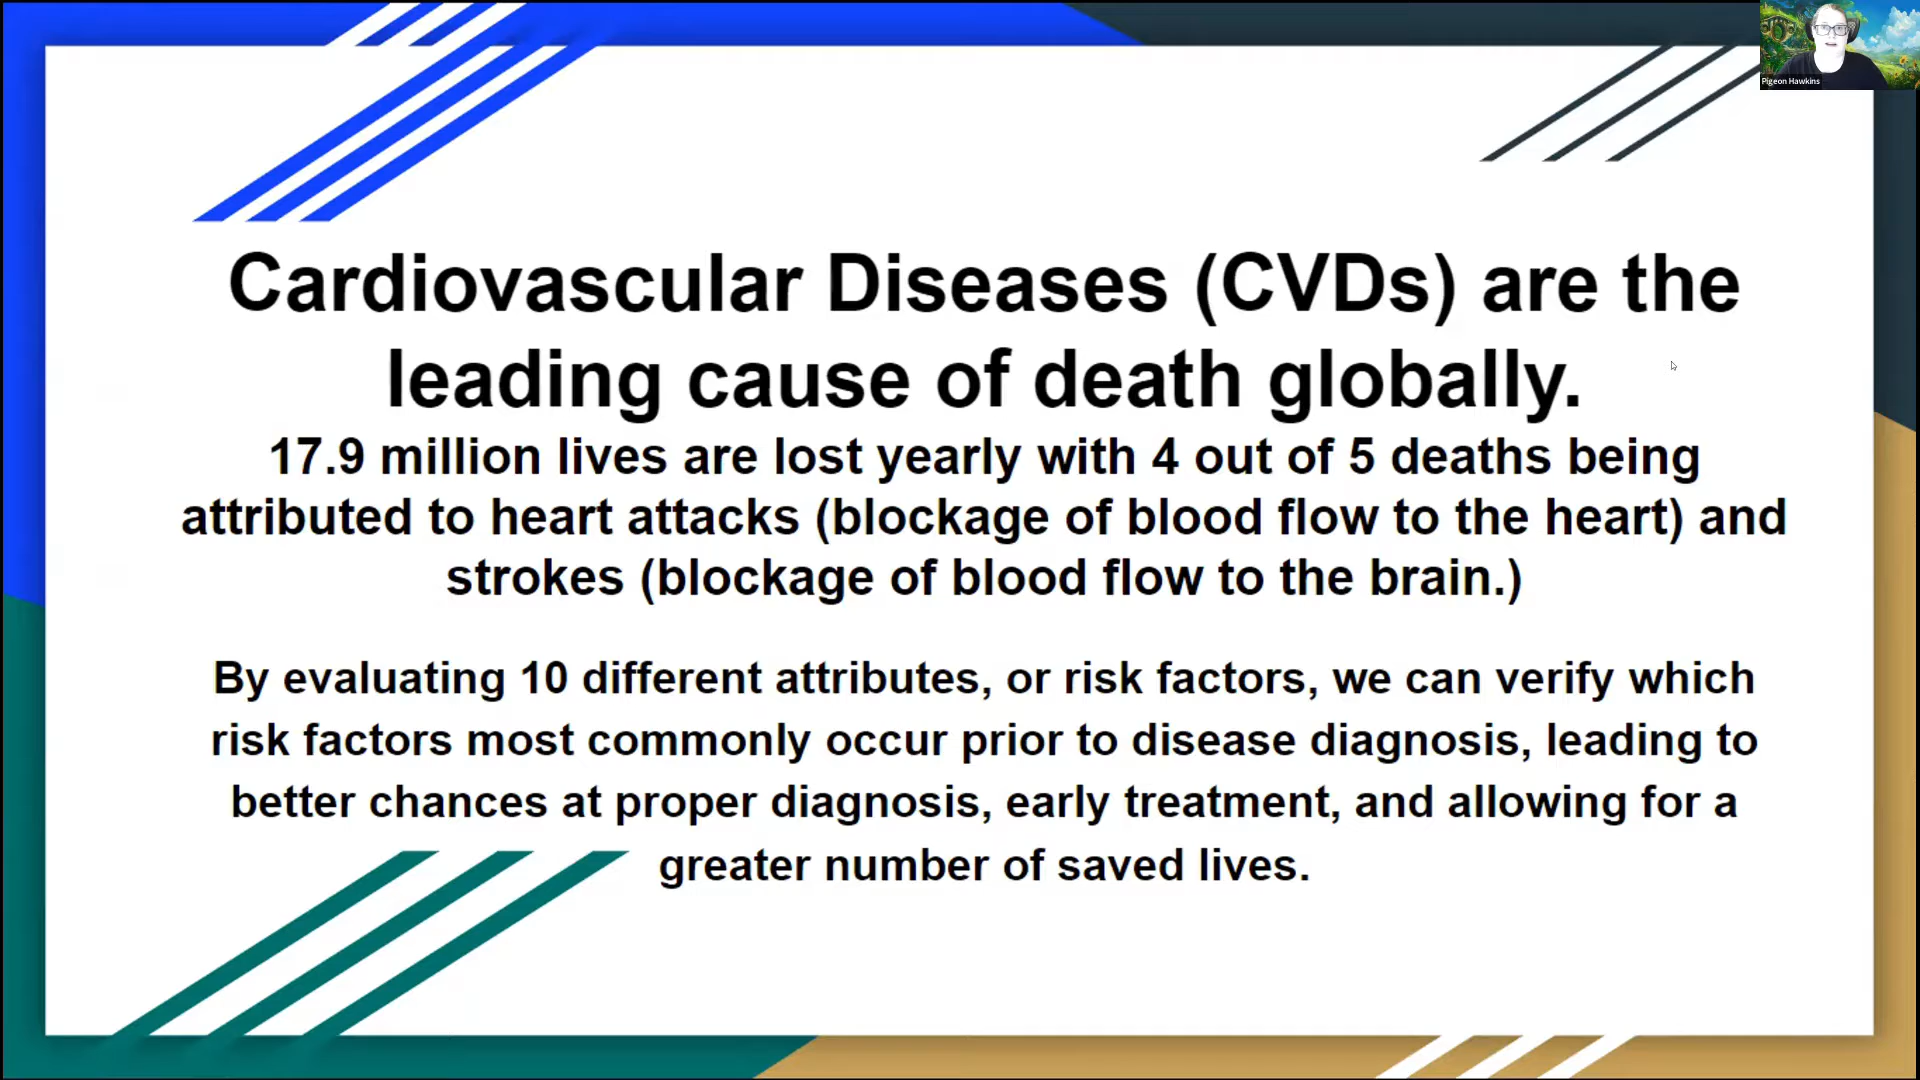 Pigeon Hawkins
Cardiovascular Diseases (CVDs) are the
leading cause of death globally.
17.9 million lives are lost yearly with 4 out of 5 deaths being
attributed to heart attacks (blockage of blood flow to the heart) and
strokes (blockage of blood flow to the brain.)
By evaluating 10 different attributes, or risk factors, we can verify which
risk factors most commonly occur prior to disease diagnosis, leading to
better chances at proper diagnosis, early treatment, and allowing for a
greater number of saved lives.